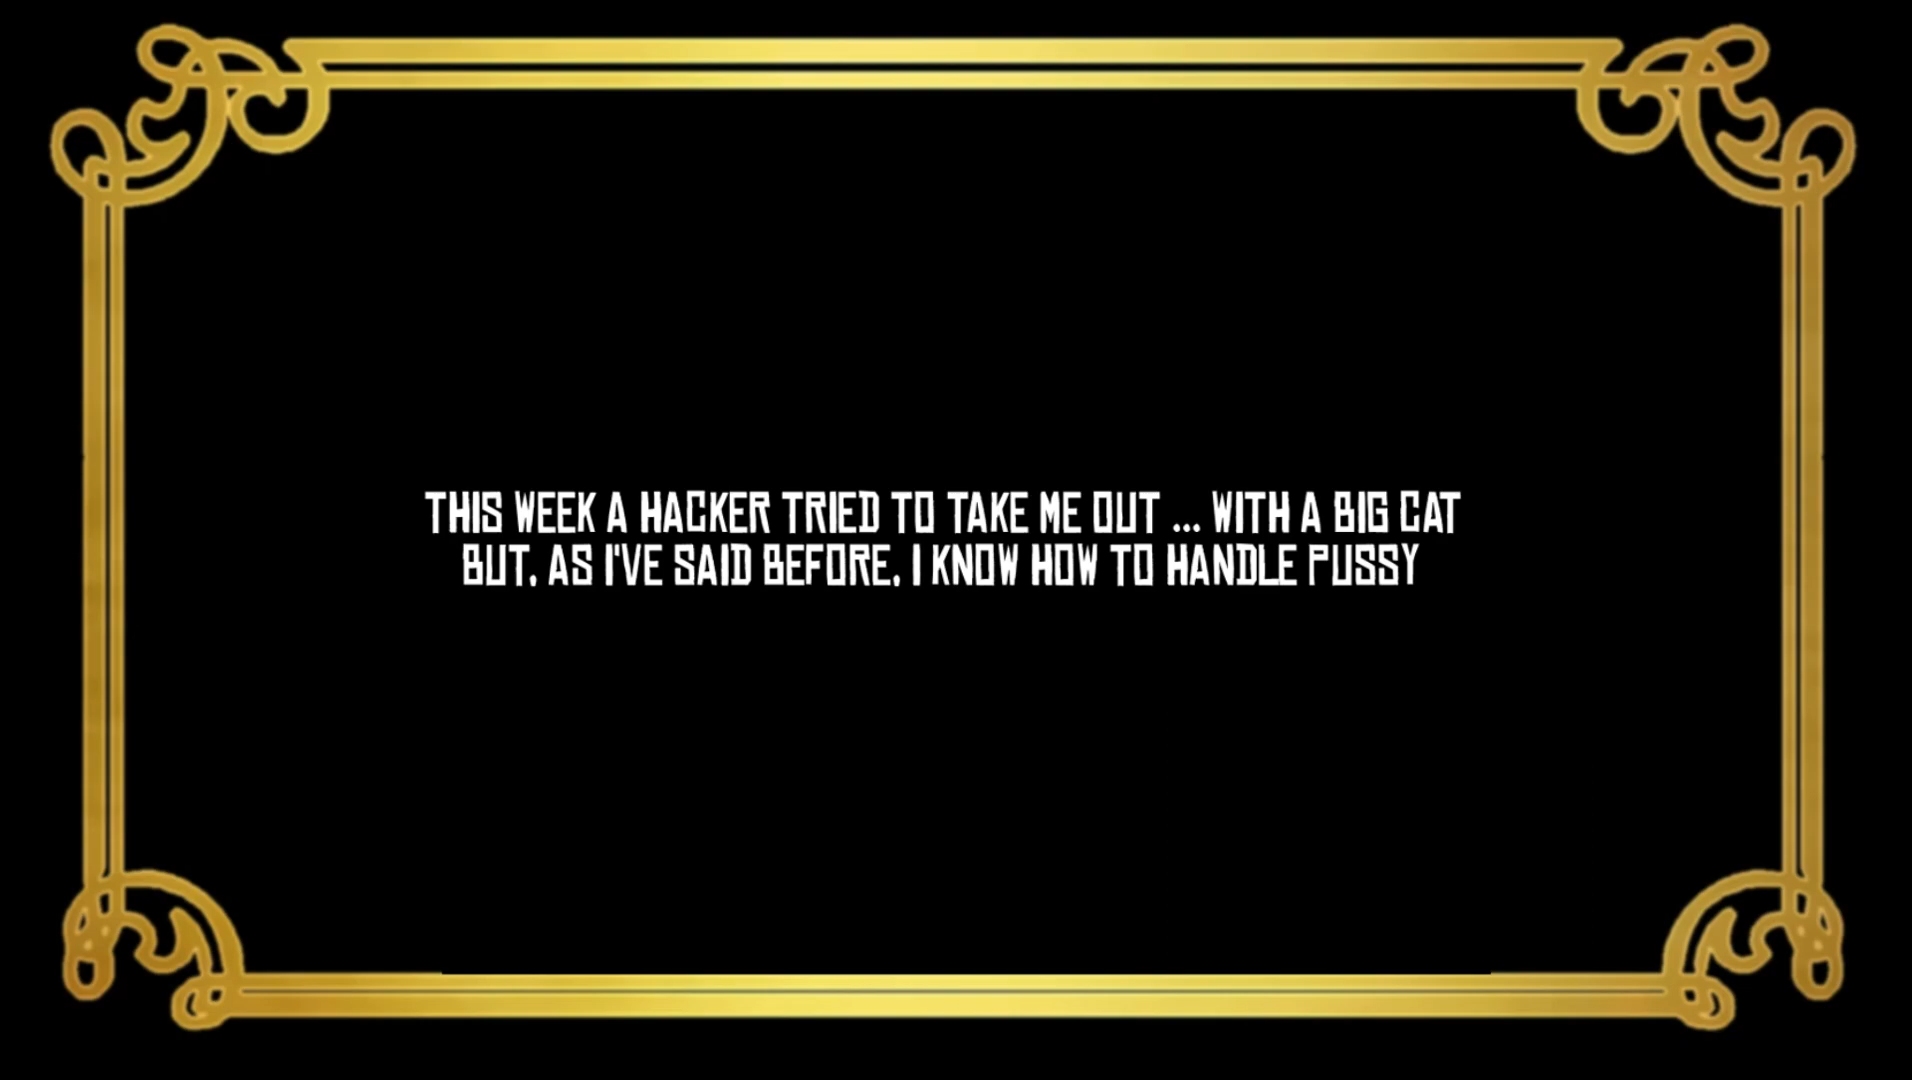 THIS WEEK A HACKER TRIED TO TAKE ME OUT ... WITH A BIG CAT
BUT, AS I'VE SAID BEFORE, I KNOW HOW TO HANDLE PUSSY